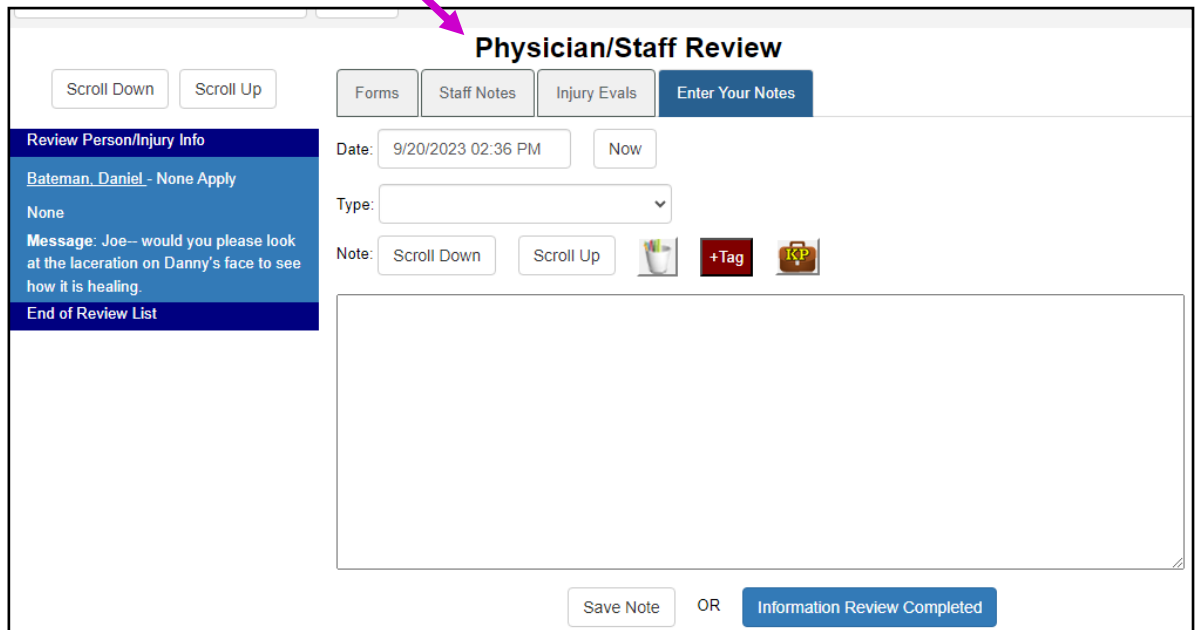 Physician/Staff Review
Scroll Down Scroll Up
Forms Staff Notes Injury Evals Enter Your Notes
Review Person/Injury Info
Bateman, Daniel - None Apply
None
Message: Joe-- would you please look
at the laceration on Danny's face to see
how it is healing.
End of Review List
Date: 9/20/2023 02:36 PM Now
Type:
Note: Scroll Down Scroll Up +Tag KP
Save Note OR Information Review Completed